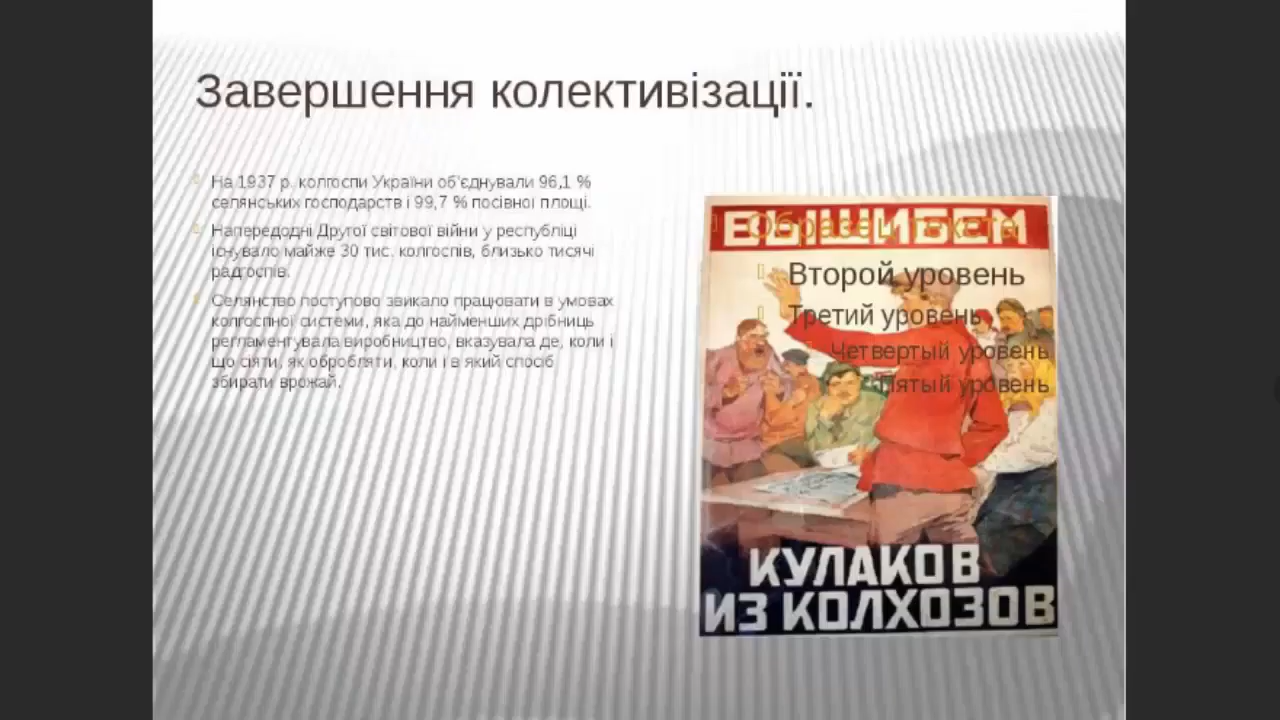 Завершення колективізації.
На 1937 р. колгоспи України об'єднували 96,1 %
селянських господарств і 99,7 % посівної площі.
Напередодні Другої світової війни у республіці
існувало майже 30 тис. колгоспів, близько тисячі
радгоспів.
Селянство поступово звикало працювати в умовах
колгоспної системи, яка до найменших дрібниць
регламентувала виробництво, вказувала де, коли і
що сіяти, як обробляти, коли і в який спосіб
збирати врожай.
ВЫШИБЕМ
Образец текста
Второй уровень
Третий уровень
Четвертый уровень
Пятый уровень
КУЛАКОВ
ИЗ КОЛХОЗОВ